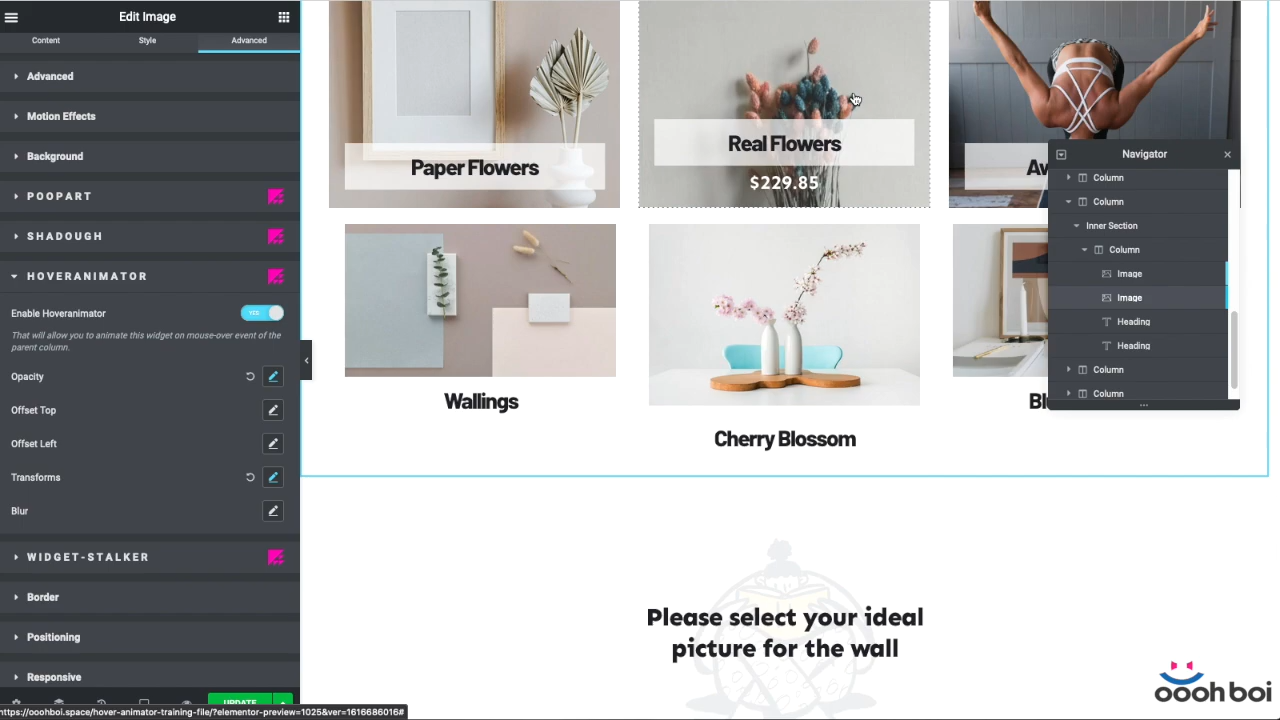 Edit Image
Content
Style
Advanced
Advanced
Motion Effects
Background
POPART
SHADOUGH
HOVERANIMATOR
Enable Hoveranimator
YES
That will allow you to animate this widget on mouse-over event of the
parent column.
Opacity
Offset Top
Offset Left
Transforms
Blur
WIDGET-STALKER
Border
Positioning
Responsive
UPDATE
https://ooohboi.space/hover-animator-training-file/?elementor-preview=1025&ver=1616686016#
Paper Flowers
Real Flowers
$229.85
Wallings
Cherry Blossom
Navigator
Column
Column
Inner Section
Column
Image
Image
Heading
Heading
Column
Column
Please select your ideal
picture for the wall
oooh boi